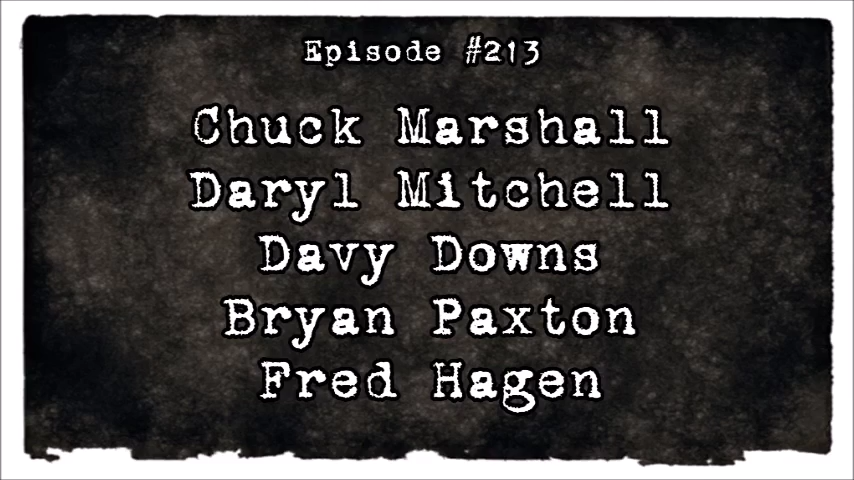 Episode #213
Chuck Marshall
Daryl Mitchell
Davy Downs
Bryan Paxton
Fred Hagen